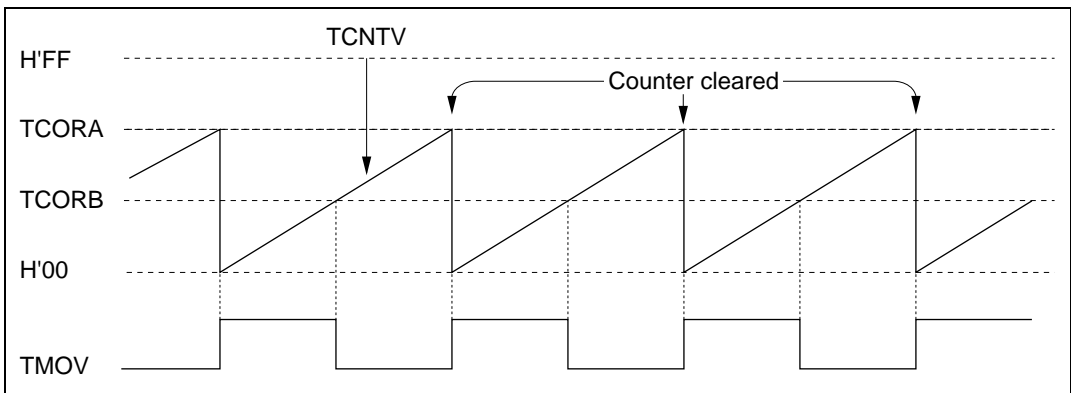 TCNTV
H'FF
Counter cleared
TCORA
TCORB
H'00
TMOV